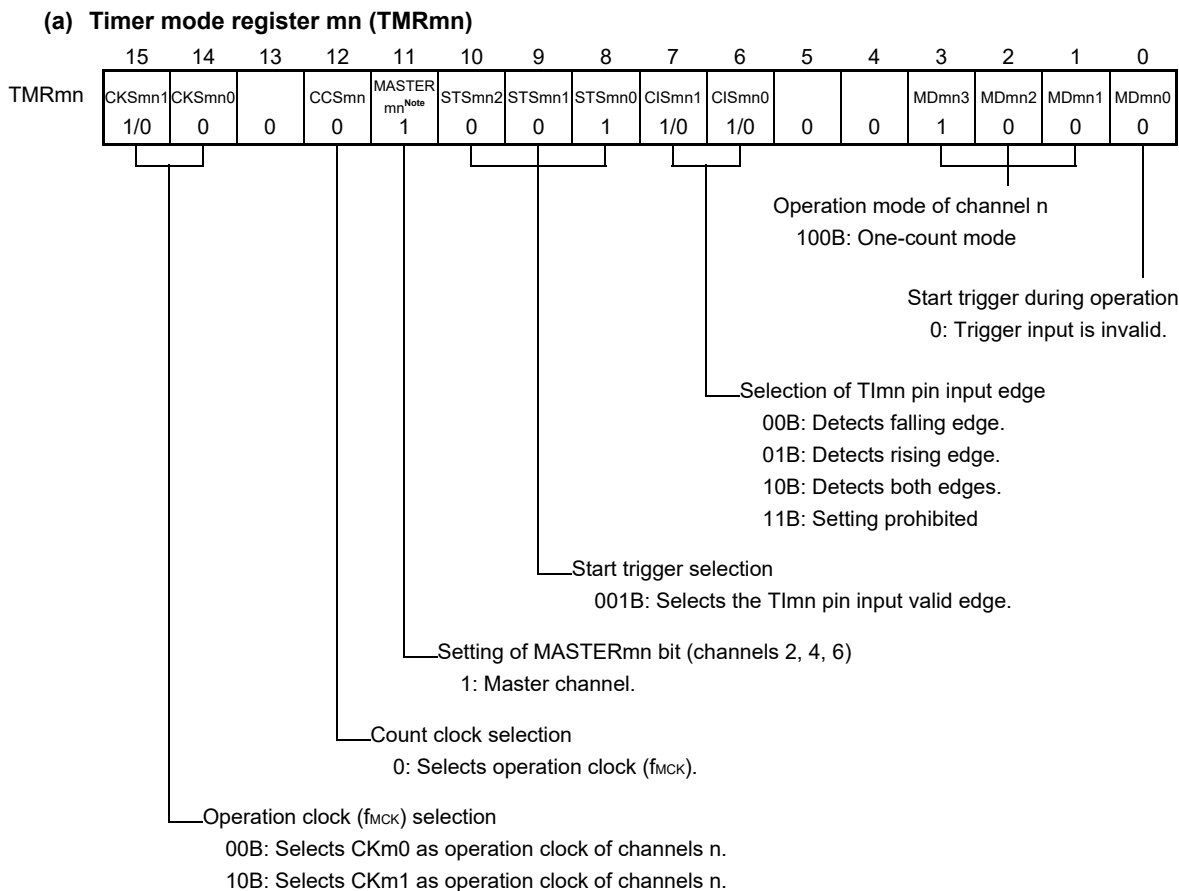 (a) Timer mode register mn (TMRmn)
15 14 13 12 11 10 9 8 7 6 5 4 3 2 1 0
TMRmn CKSmn1 CKSmn0 CCSmn MASTER mn Note STSmn2 STSmn1 STSmn0 CISmn1 CISmn0 MDmn3 MDmn2 MDmn1 MDmn0
1/0 0 0 0 1 0 0 1 1/0 1/0 0 0 1 0 0 0
Operation mode of channel n
100B: One-count mode
Start trigger during operation
0: Trigger input is invalid.
Selection of TImn pin input edge
00B: Detects falling edge.
01B: Detects rising edge.
10B: Detects both edges.
11B: Setting prohibited
Start trigger selection
001B: Selects the TImn pin input valid edge.
Setting of MASTERmn bit (channels 2, 4, 6)
1: Master channel.
Count clock selection
0: Selects operation clock (fMCK).
Operation clock (fMCK) selection
00B: Selects CKm0 as operation clock of channels n.
10B: Selects CKm1 as operation clock of channels n.